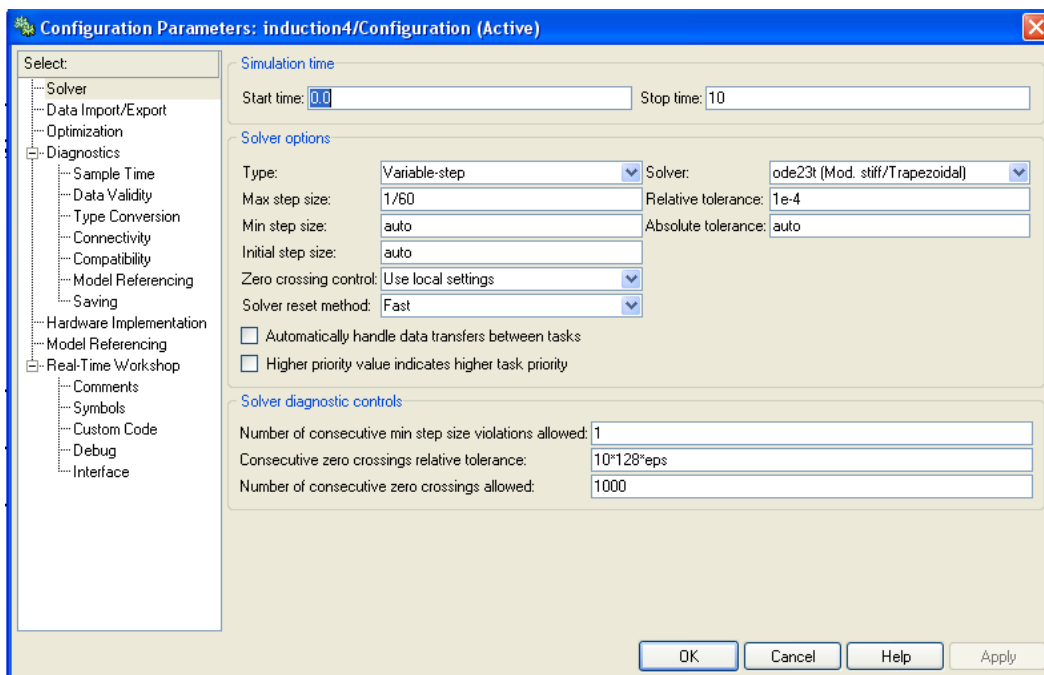 Configuration Parameters: induction4/Configuration (Active)
Select:
Solver
Data Import/Export
Optimization
Diagnostics
Sample Time
Data Validity
Type Conversion
Connectivity
Compatibility
Model Referencing
Saving
Hardware Implementation
Model Referencing
Real-Time Workshop
Comments
Symbols
Custom Code
Debug
Interface
Simulation time
Start time: 0.0 Stop time: 10
Solver options
Type: Variable-step Solver: ode23t (Mod. stiff/Trapezoidal)
Max step size: 1/60 Relative tolerance: 1e-4
Min step size: auto Absolute tolerance: auto
Initial step size: auto
Zero crossing control: Use local settings
Solver reset method: Fast
Automatically handle data transfers between tasks
Higher priority value indicates higher task priority
Solver diagnostic controls
Number of consecutive min step size violations allowed: 1
Consecutive zero crossings relative tolerance: 10*128*eps
Number of consecutive zero crossings allowed: 1000
OK Cancel Help Apply